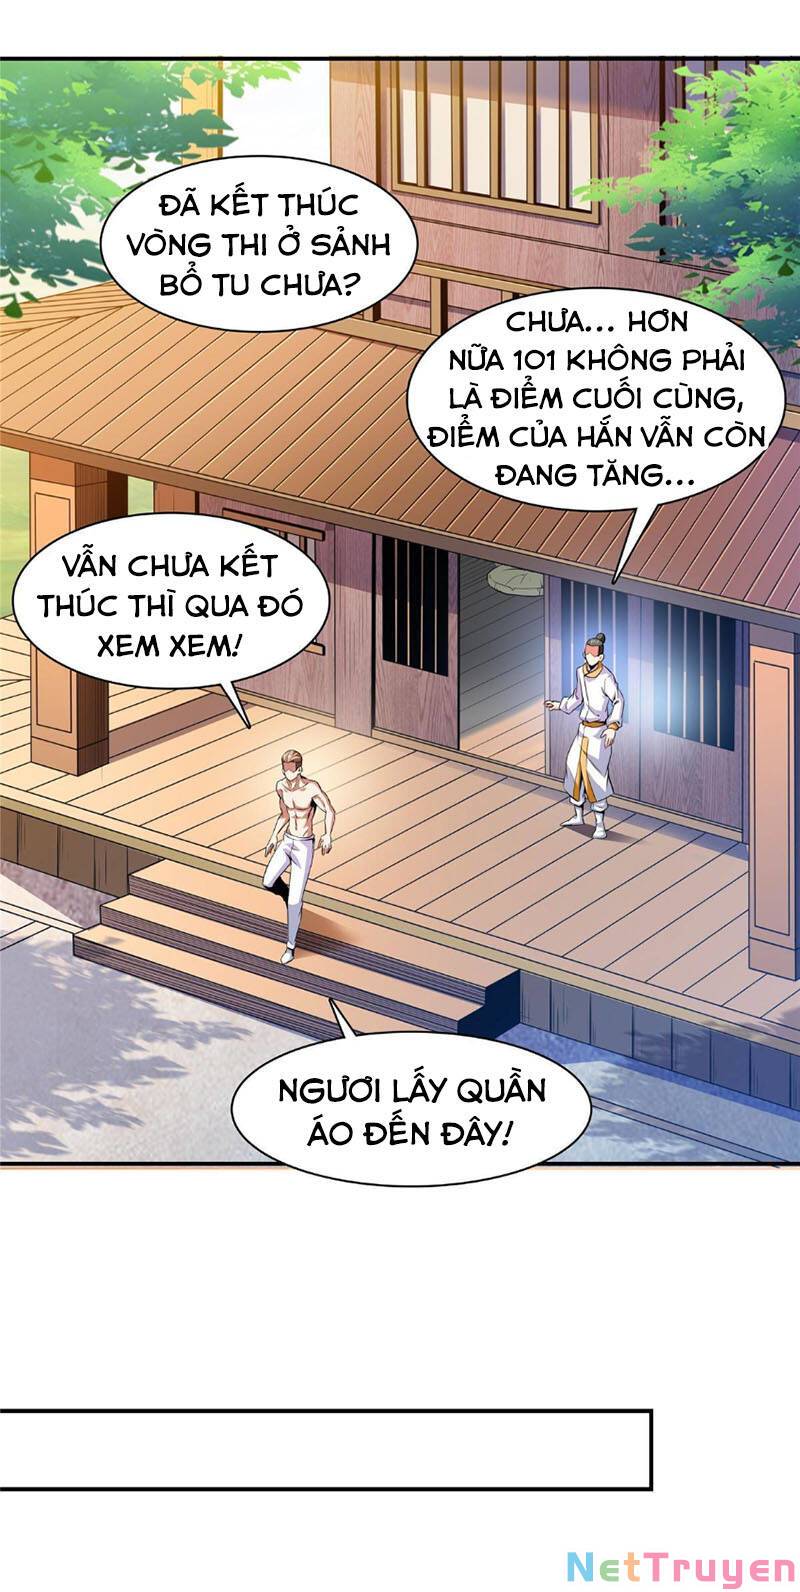 ĐÃ KẾT THÚC
VÒNG THI Ở SẢNH
BỔ TU CHƯA?
CHƯA... HƠN
NỮA 101 KHÔNG PHẢI
LÀ ĐIỂM CUỐI CÙNG,
ĐIỂM CỦA HẮN VẪN CÒN
ĐANG TĂNG...
VẪN CHƯA KẾT
THÚC THÌ QUA ĐÓ
XEM XEM!
NGƯƠI LẤY QUẦN
ÁO ĐẾN ĐÂY!
NetTruyen